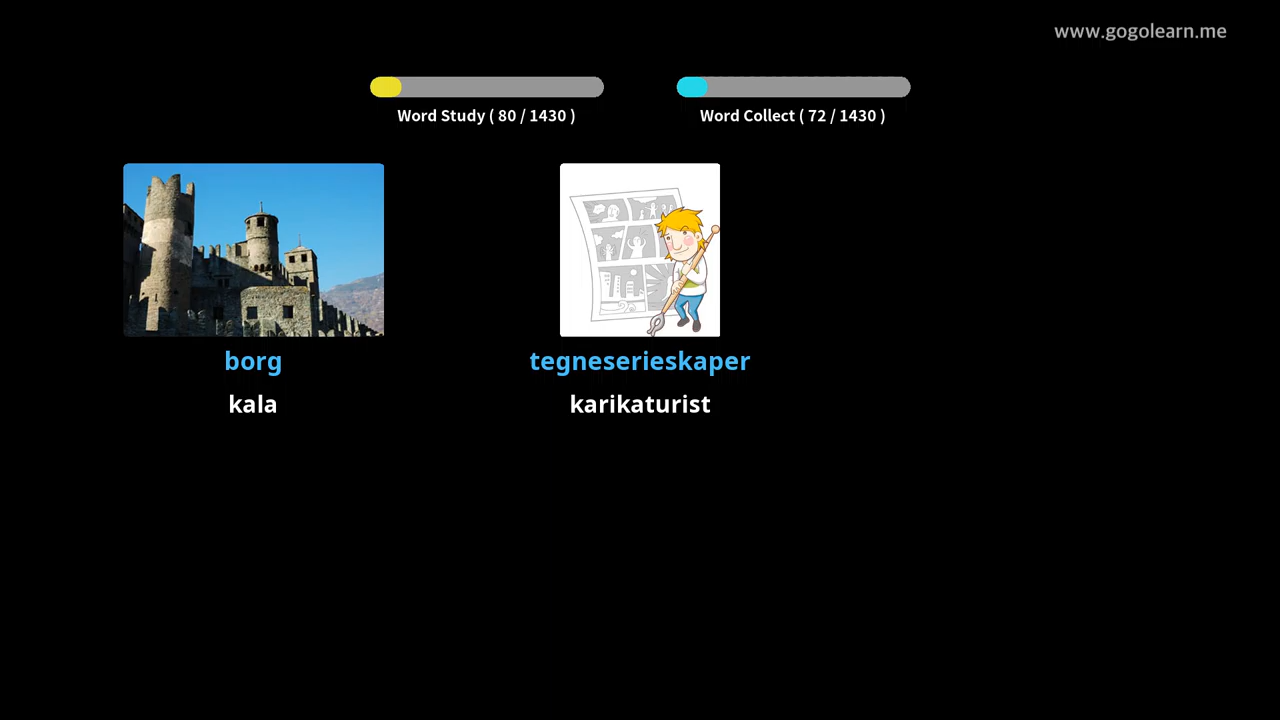 www.gogolearn.me
Word Study ( 80 / 1430 )
Word Collect ( 72 / 1430 )
borg
kala
tegneserieskaper
karikaturist